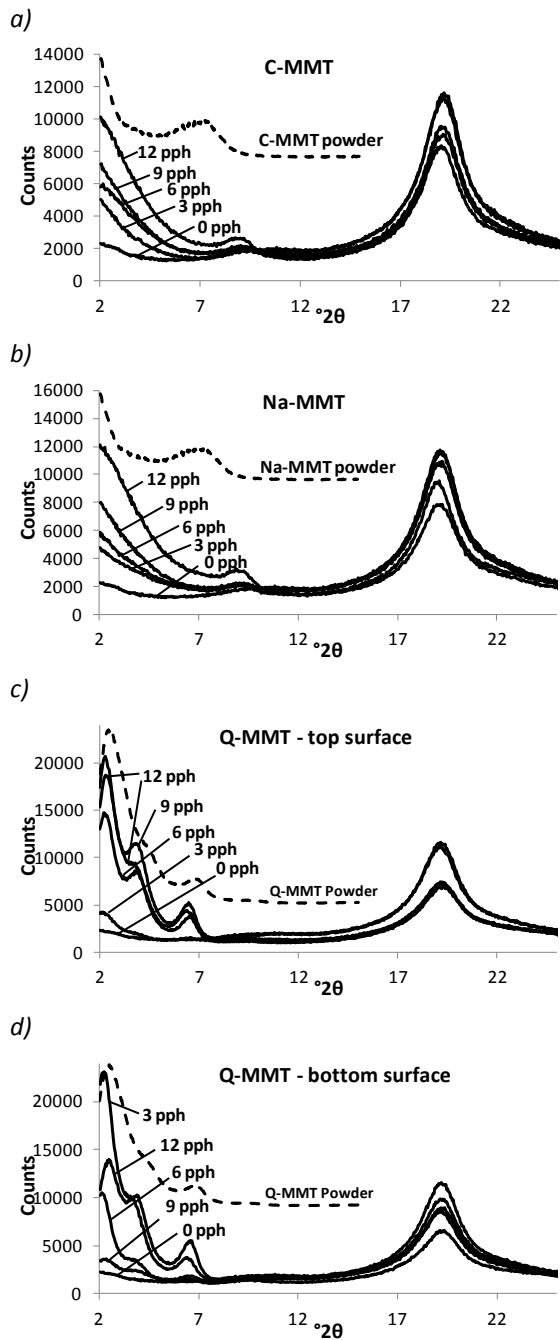 a)
C-MMT
14000
12000
10000
8000
6000
4000
2000
0
Counts
C-MMT powder
12 pph
9 pph
6 pph
3 pph
0 pph
2 7 12 17 22
°2θ
b)
Na-MMT
16000
14000
12000
10000
8000
6000
4000
2000
0
Counts
Na-MMT powder
12 pph
9 pph
6 pph
3 pph
0 pph
2 7 12 17 22
°2θ
c)
Q-MMT - top surface
20000
15000
10000
5000
0
Counts
12 pph
9 pph
6 pph
3 pph
0 pph
Q-MMT Powder
2 7 12 17 22
°2θ
d)
Q-MMT - bottom surface
20000
15000
10000
5000
0
Counts
3 pph
12 pph
6 pph
9 pph
0 pph
Q-MMT Powder
2 7 12 17 22
°2θ